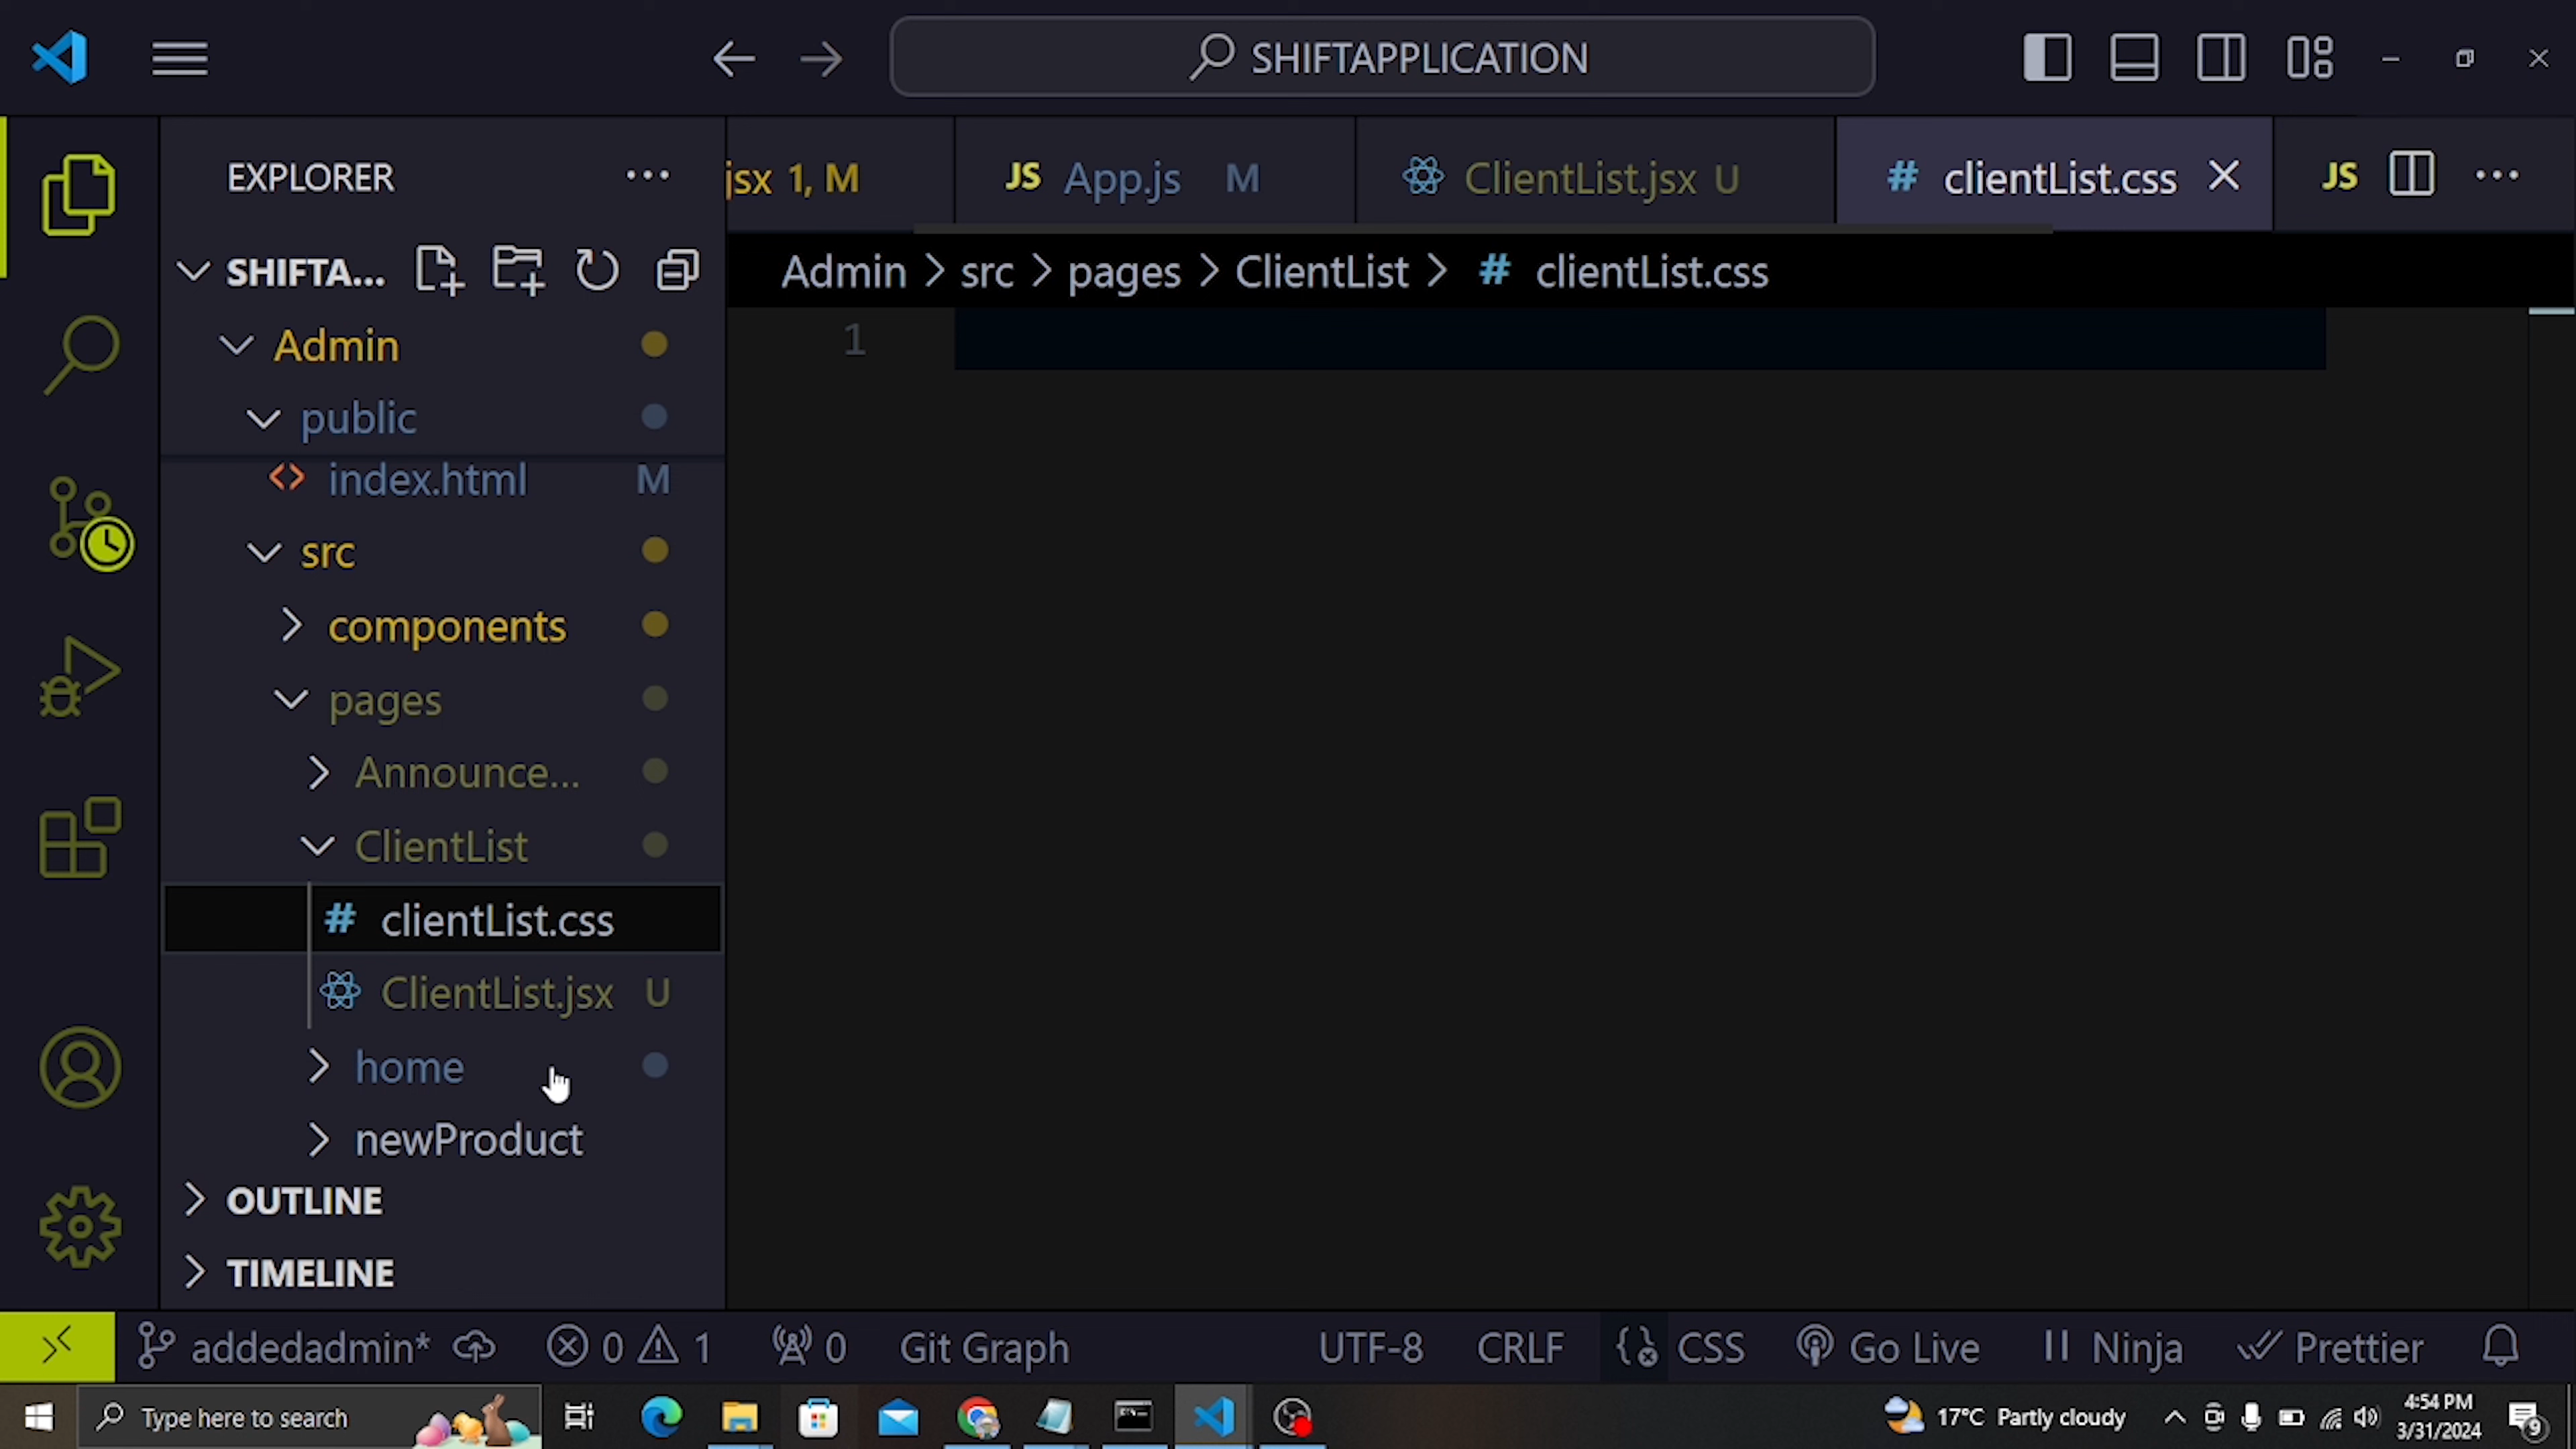 SHIFTAPPLICATION
EXPLORER
jsx 1, M
JS App.js M
ClientList.jsx U
# clientList.css
JS
SHIFTA...
Admin > src > pages > ClientList > # clientList.css
Admin
1
public
index.html M
src
components
pages
Announce...
ClientList
# clientList.css
ClientList.jsx U
home
newProduct
OUTLINE
TIMELINE
addedadmin* 0 1 0 Git Graph UTF-8 CRLF CSS Go Live Ninja Prettier
Type here to search
17°C Partly cloudy
4:54 PM
3/31/2024
9